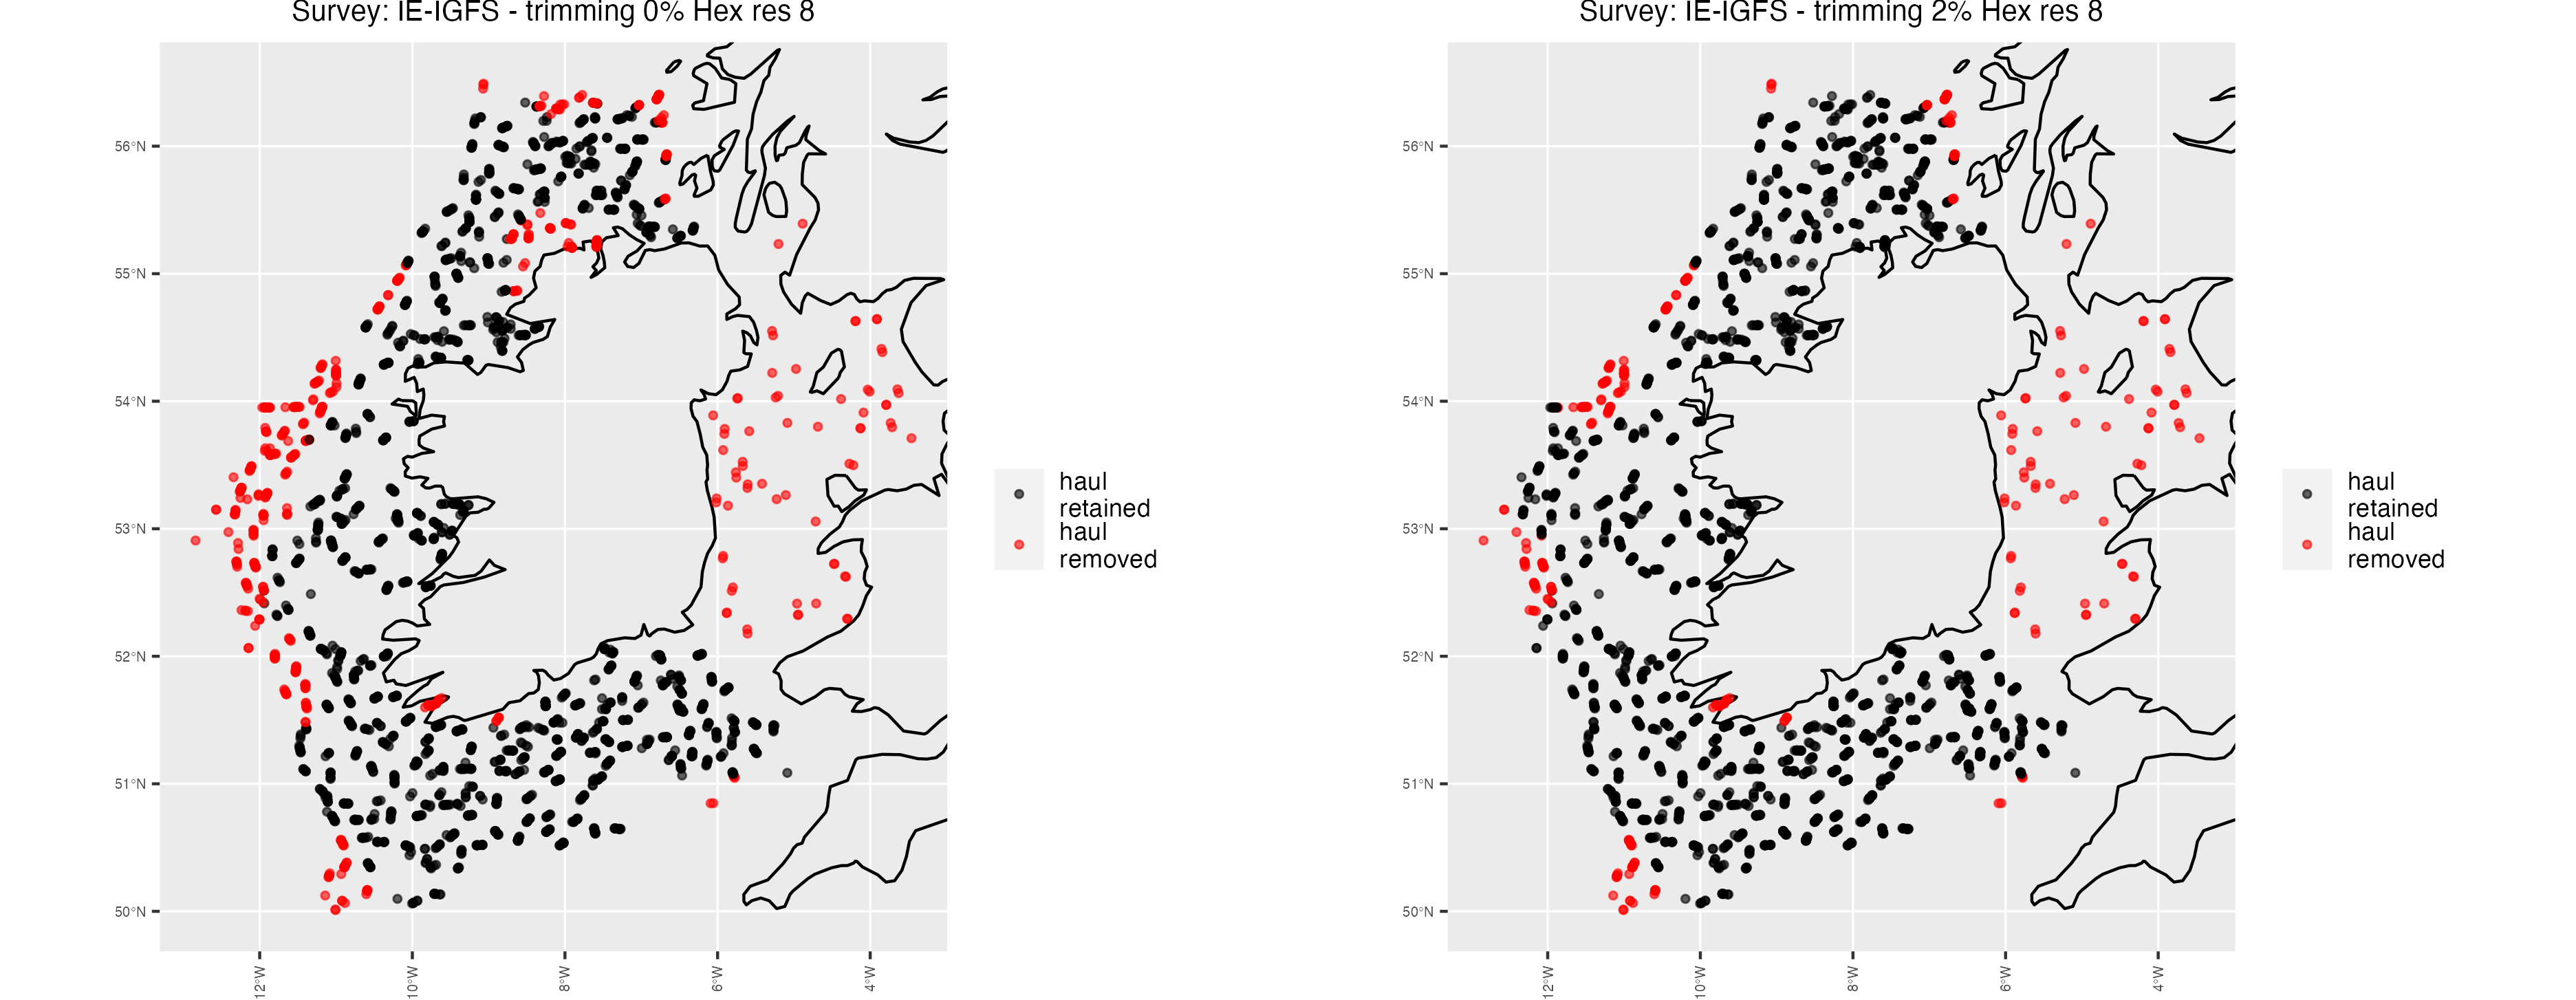 Survey: IE-IGFS - trimming 0% Hex res 8
56°N
55°N
54°N
53°N
52°N
51°N
50°N
12°W
10°W
8°W
6°W
4°W
haul
retained
haul
removed
Survey: IE-IGFS - trimming 2% Hex res 8
56°N
55°N
54°N
53°N
52°N
51°N
50°N
12°W
10°W
8°W
6°W
4°W
haul
retained
haul
removed